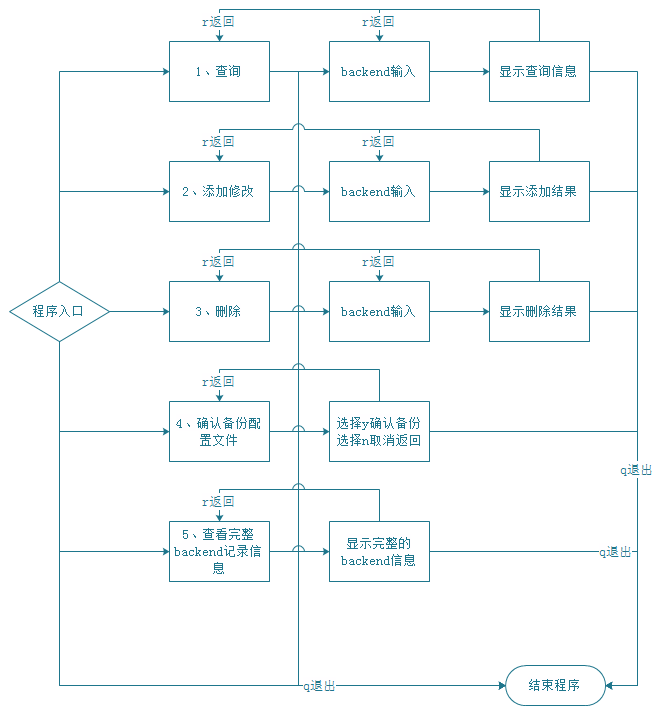 r返回
r返回
1、查询
backend输入
显示查询信息
r返回
r返回
2、添加修改
backend输入
显示添加结果
r返回
r返回
程序入口
3、删除
backend输入
显示删除结果
r返回
4、确认备份配
置文件
选择y确认备份
选择n取消返回
q退出
r返回
5、查看完整
backend记录信
息
显示完整的
backend信息
q退出
q退出
结束程序